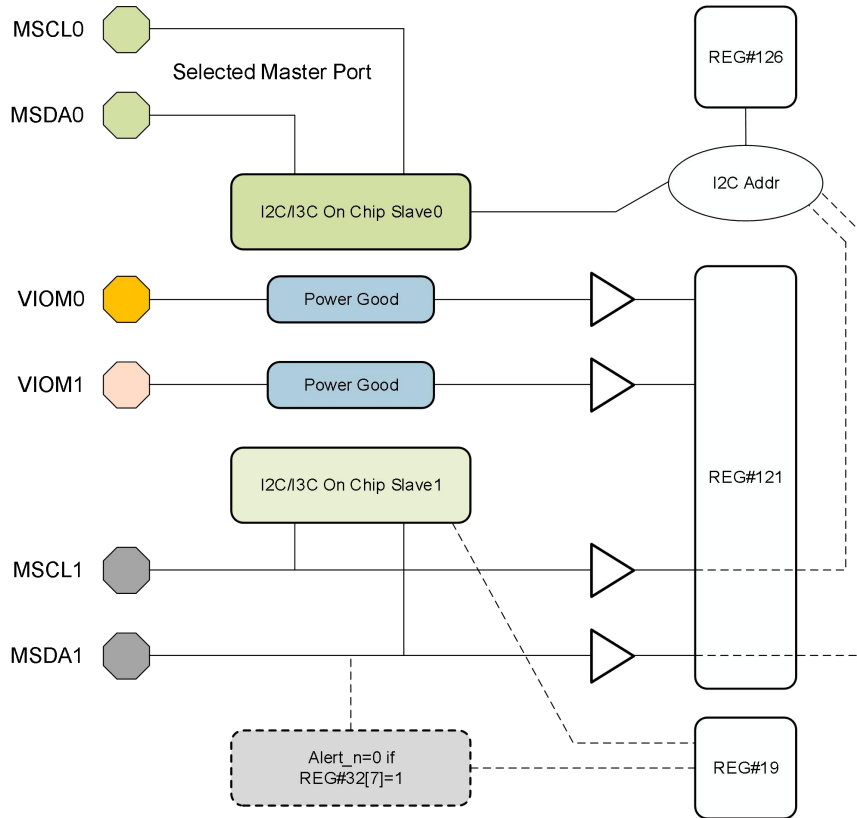 MSCL0
REG#126
Selected Master Port
MSDA0
I2C Addr
I2C/I3C On Chip Slave0
VIOM0
Power Good
VIOM1
Power Good
REG#121
I2C/I3C On Chip Slave1
MSCL1
MSDA1
Alert_n=0 if
REG#32[7]=1
REG#19